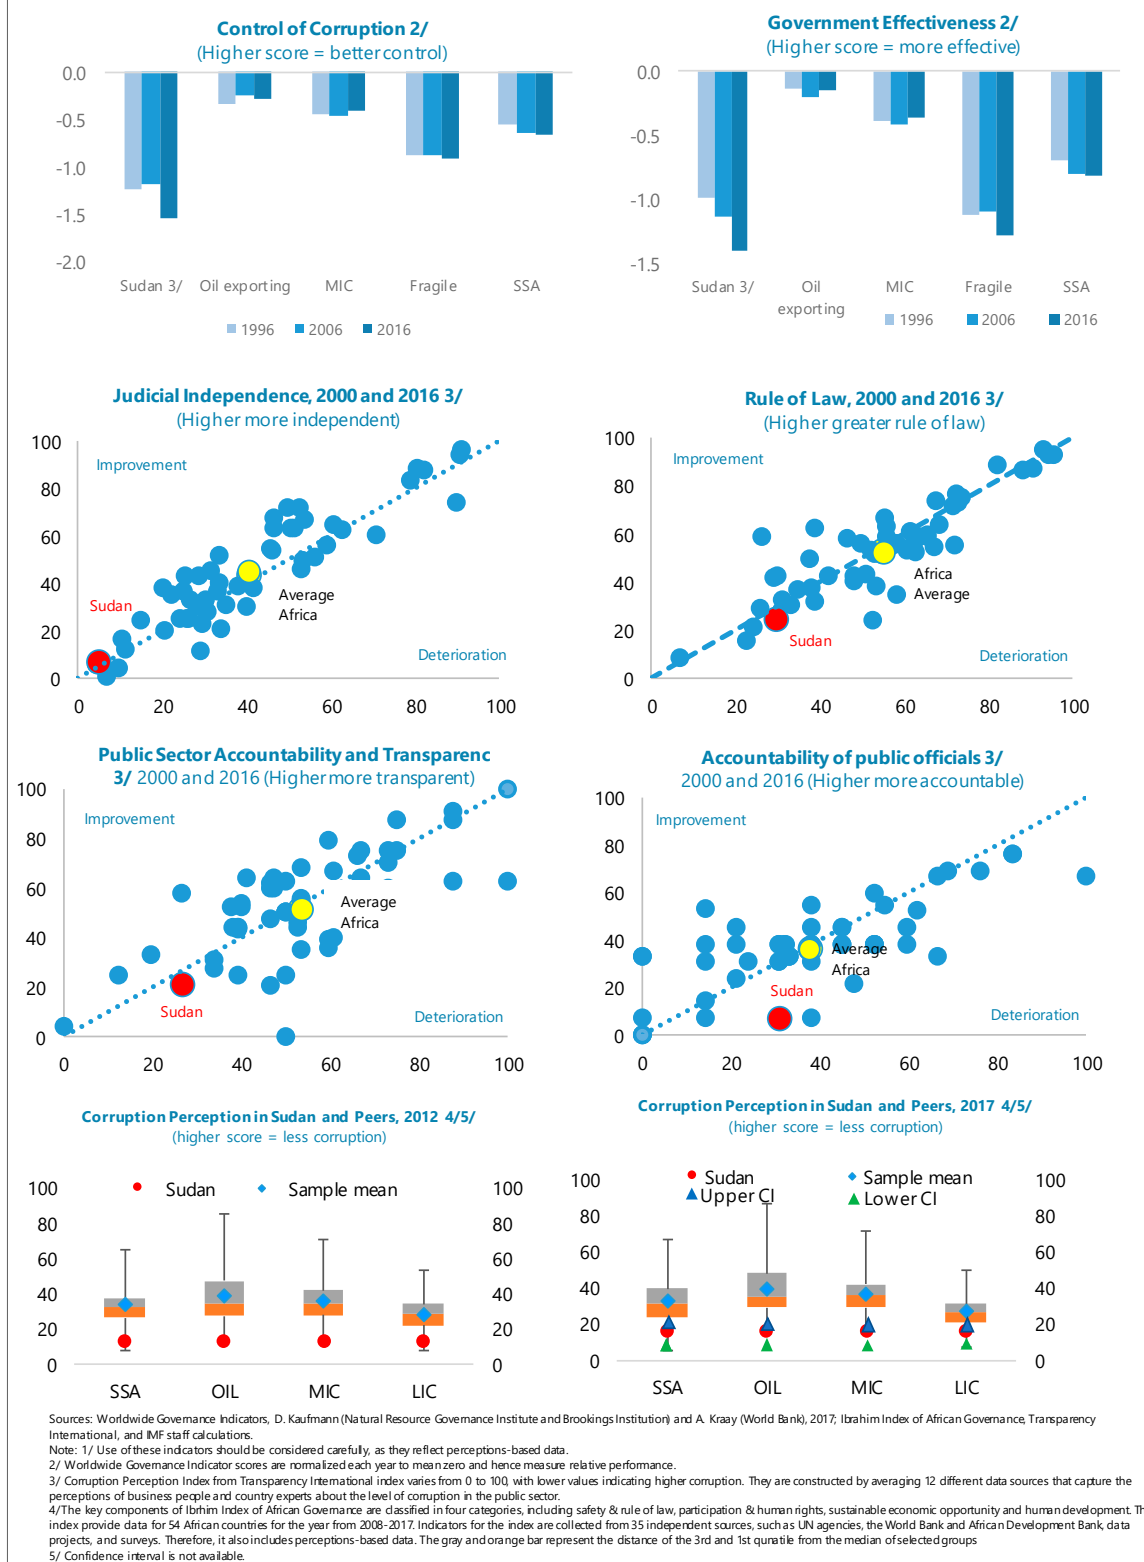 Control of Corruption 2/
(Higher score = better control)
0.0
-0.5
-1.0
-1.5
-2.0
Sudan 3/ Oil exporting MIC Fragile SSA
1996 2006 2016
Government Effectiveness 2/
(Higher score = more effective)
0.0
-0.5
-1.0
-1.5
Sudan 3/ Oil exporting MIC Fragile SSA
1996 2006 2016
Judicial Independence, 2000 and 2016 3/
(Higher more independent)
100
80
60
40
20
0
Improvement
Sudan
Average
Africa
Deterioration
0 20 40 60 80 100
Rule of Law, 2000 and 2016 3/
(Higher greater rule of law)
100
80
60
40
20
0
Improvement
Africa
Average
Sudan
Deterioration
0 20 40 60 80 100
Public Sector Accountability and Transparenc
3/ 2000 and 2016 (Higher more transparent)
100
80
60
40
20
0
Improvement
Average
Africa
Sudan
Deterioration
0 20 40 60 80 100
Accountability of public officials 3/
2000 and 2016 (Higher more accountable)
100
80
60
40
20
0
Improvement
Average
Africa
Sudan
Deterioration
0 20 40 60 80 100
Corruption Perception in Sudan and Peers, 2012 4/5/
(higher score = less corruption)
Sudan Sample mean
100 100
80 80
60 60
40 40
20 20
0 0
SSA OIL MIC LIC
Corruption Perception in Sudan and Peers, 2017 4/5/
(higher score = less corruption)
Sudan Sample mean
Upper CI Lower CI
100 100
80 80
60 60
40 40
20 20
0 0
SSA OIL MIC LIC
Sources: Worldwide Governance Indicators, D. Kaufmann (Natural Resource Governance Institute and Brookings Institution) and A. Kraay (World Bank), 2017; Ibrahim Index of African Governance, Transparency
International, and IMF staff calculations.
Note: 1/ Use of these indicators should be considered carefully, as they reflect perceptions-based data.
2/ Worldwide Governance Indicator scores are normalized each year to mean zero and hence measure relative performance.
3/ Corruption Perception Index from Transparency International index varies from 0 to 100, with lower values indicating higher corruption. They are constructed by averaging 12 different data sources that capture the
perceptions of business people and country experts about the level of corruption in the public sector.
4/The key components of Ibrhim Index of African Governance are classified in four categories, including safety & rule of law, participation & human rights, sustainable economic opportunity and human development. Th
index provide data for 54 African countries for the year from 2008-2017. Indicators for the index are collected from 35 independent sources, such as UN agencies, the World Bank and African Development Bank, data
projects, and surveys. Therefore, it also includes perceptions-based data. The gray and orange bar represent the distance of the 3rd and 1st qunatile from the median of selected groups
5/ Confidence interval is not available.